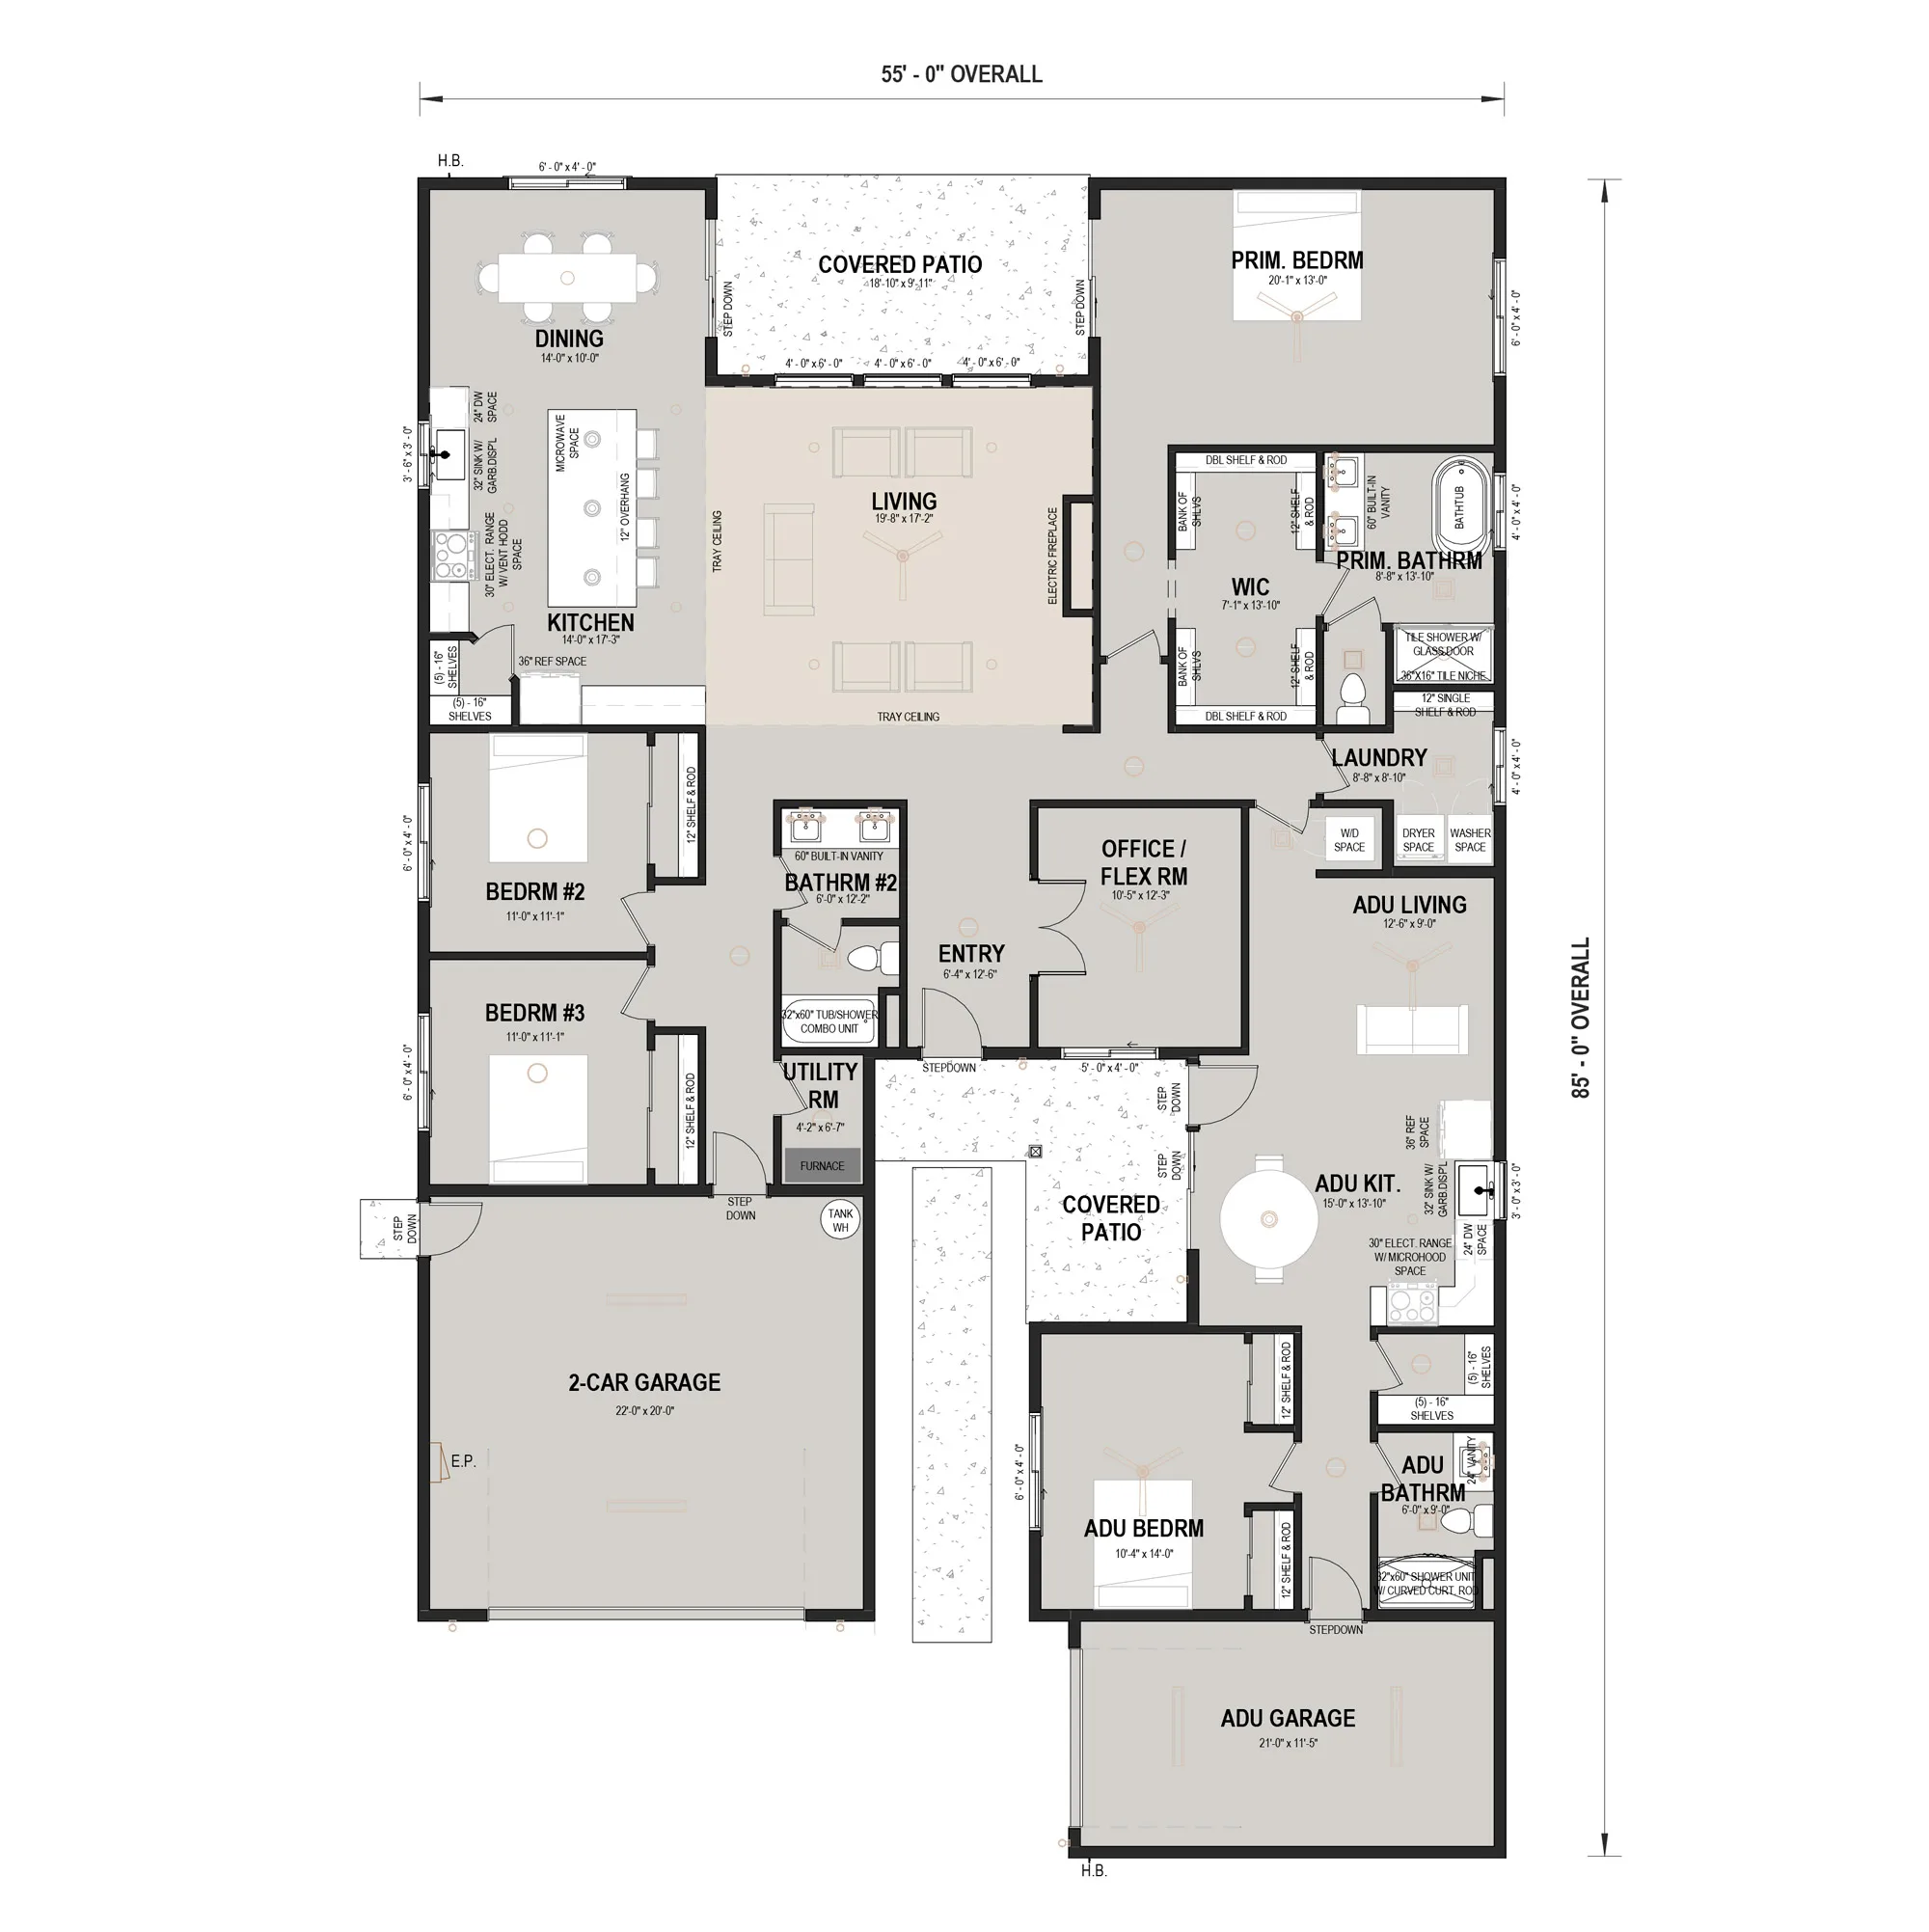 55' - 0" OVERALL
H.B.
6' - 0" x 4' - 0"
COVERED PATIO
18'-10" x 9'-11"
STEP DOWN
STEP DOWN
4' - 0"x 6' - 0"
4' - 0"x 6' - 0"
4' - 0"x 6' - 0"
PRIM. BEDRM
20'-1" x 13'-0"
6' - 0"x 4' - 0"
DINING
14'-0" x 10'-0"
24" DW
SPACE
3' - 6"x 3' - 0"
32" SINK W/
GARB.DISP'L
30" ELECT. RANGE
W/ VENT HODD
SPACE
MICROWAVE
SPACE
12" OVERHANG
KITCHEN
14'-0" x 17'-3"
36" REF SPACE
(5) - 16"
SHELVES
(5) - 16"
SHELVES
LIVING
19'-8" x 17'-2"
TRAY CEILING
TRAY CEILING
ELECTRIC FIREPLACE
DBL SHELF & ROD
BANK OF
SHLVS
12" SHELF
& ROD
WIC
7'-1" x 13'-10"
BANK OF
SHLVS
12" SHELF
& ROD
DBL SHELF & ROD
60" BUILT-IN
VANITY
BATHTUB
4' - 0"x 4' - 0"
PRIM. BATHRM
8'-8" x 13'-10"
TILE SHOWER W/
GLASS DOOR
36"X16" TILE NICHE
12" SINGLE
SHELF & ROD
LAUNDRY
8'-8" x 8'-10"
4' - 0"x 4' - 0"
W/D
SPACE
DRYER
SPACE
WASHER
SPACE
12" SHELF & ROD
6' - 0"x 4' - 0"
BEDRM #2
11'-0" x 11'-1"
60" BUILT-IN VANITY
BATHRM #2
6'-0" x 12'-2"
32"x60" TUB/SHOWER
COMBO UNIT
OFFICE /
FLEX RM
10'-5" x 12'-3"
ENTRY
6'-4" x 12'-6"
ADU LIVING
12'-6" x 9'-0"
85' - 0" OVERALL
BEDRM #3
11'-0" x 11'-1"
6' - 0"x 4' - 0"
12" SHELF & ROD
UTILITY
RM
4'-2" x 6'-7"
FURNACE
STEPDOWN
5' - 0"x 4' - 0"
STEP
DOWN
STEP
DOWN
36" REF
SPACE
COVERED
PATIO
ADU KIT.
15'-0" x 13'-10"
32" SINK W/
GARB.DISP'L
3' - 0"x 3' - 0"
24" DW
SPACE
30" ELECT. RANGE
W/ MICROHOOD
SPACE
STEP
DOWN
STEP
DOWN
TANK
WH
2-CAR GARAGE
22'-0" x 20'-0"
E.P.
12" SHELF & ROD
(5) - 16"
SHELVES
(5) - 16"
SHELVES
6' - 0"x 4' - 0"
24" VANITY
ADU
BATHRM
6'-0" x 9'-0"
ADU BEDRM
10'-4" x 14'-0"
12" SHELF & ROD
32"x60" SHOWER UNIT
W/ CURVED CURT. ROD
STEPDOWN
ADU GARAGE
21'-0" x 11'-5"
H.B.